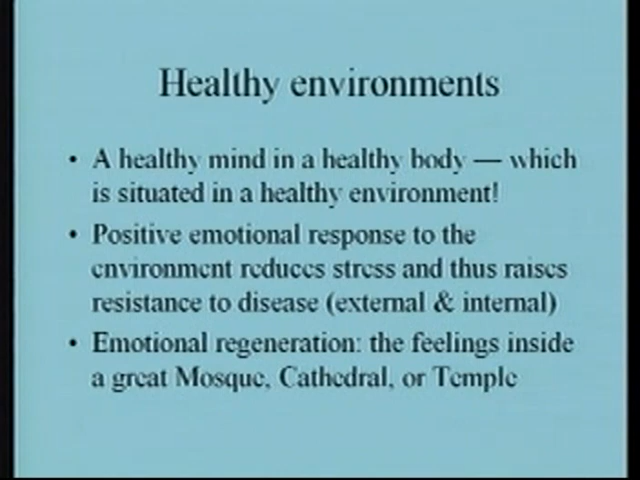 Healthy environments
• A healthy mind in a healthy body — which
is situated in a healthy environment!
• Positive emotional response to the
environment reduces stress and thus raises
resistance to disease (external & internal)
• Emotional regeneration: the feelings inside
a great Mosque, Cathedral, or Temple